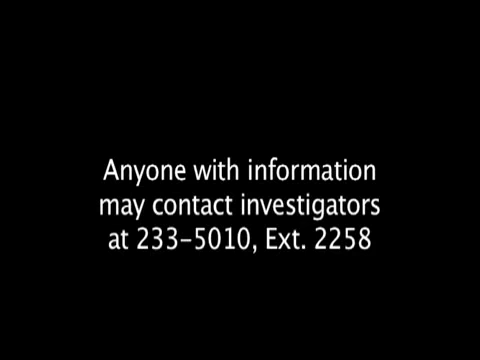 Anyone with information
may contact investigators
at 233-5010, Ext. 2258